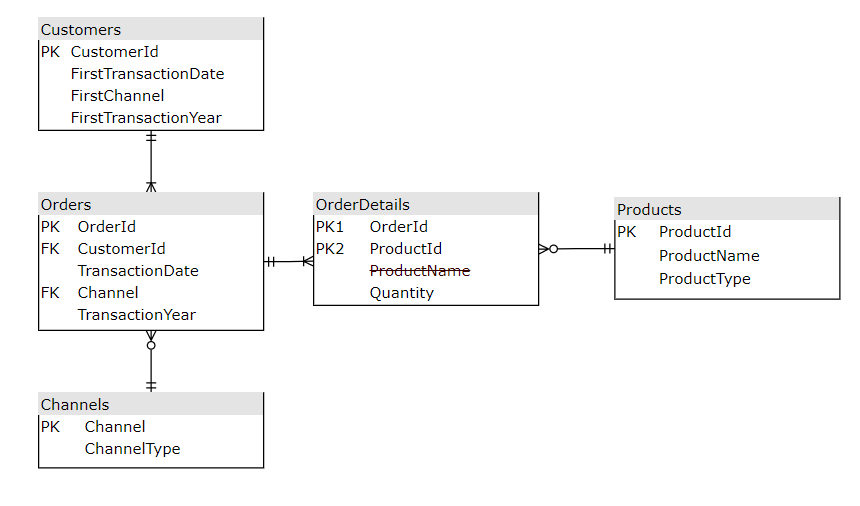 Customers
PK CustomerId
FirstTransactionDate
FirstChannel
FirstTransactionYear
Orders
PK OrderId
FK CustomerId
TransactionDate
FK Channel
TransactionYear
OrderDetails
PK1 OrderId
PK2 ProductId
ProductName
Quantity
Products
PK ProductId
ProductName
ProductType
Channels
PK Channel
ChannelType